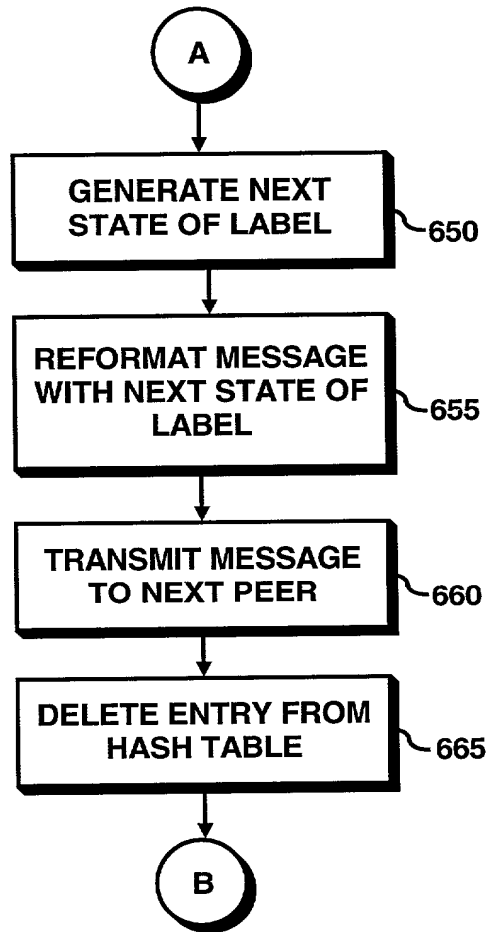 A
GENERATE NEXT
STATE OF LABEL
650
REFORMAT MESSAGE
WITH NEXT STATE OF
LABEL
655
TRANSMIT MESSAGE
TO NEXT PEER
660
DELETE ENTRY FROM
HASH TABLE
665
B